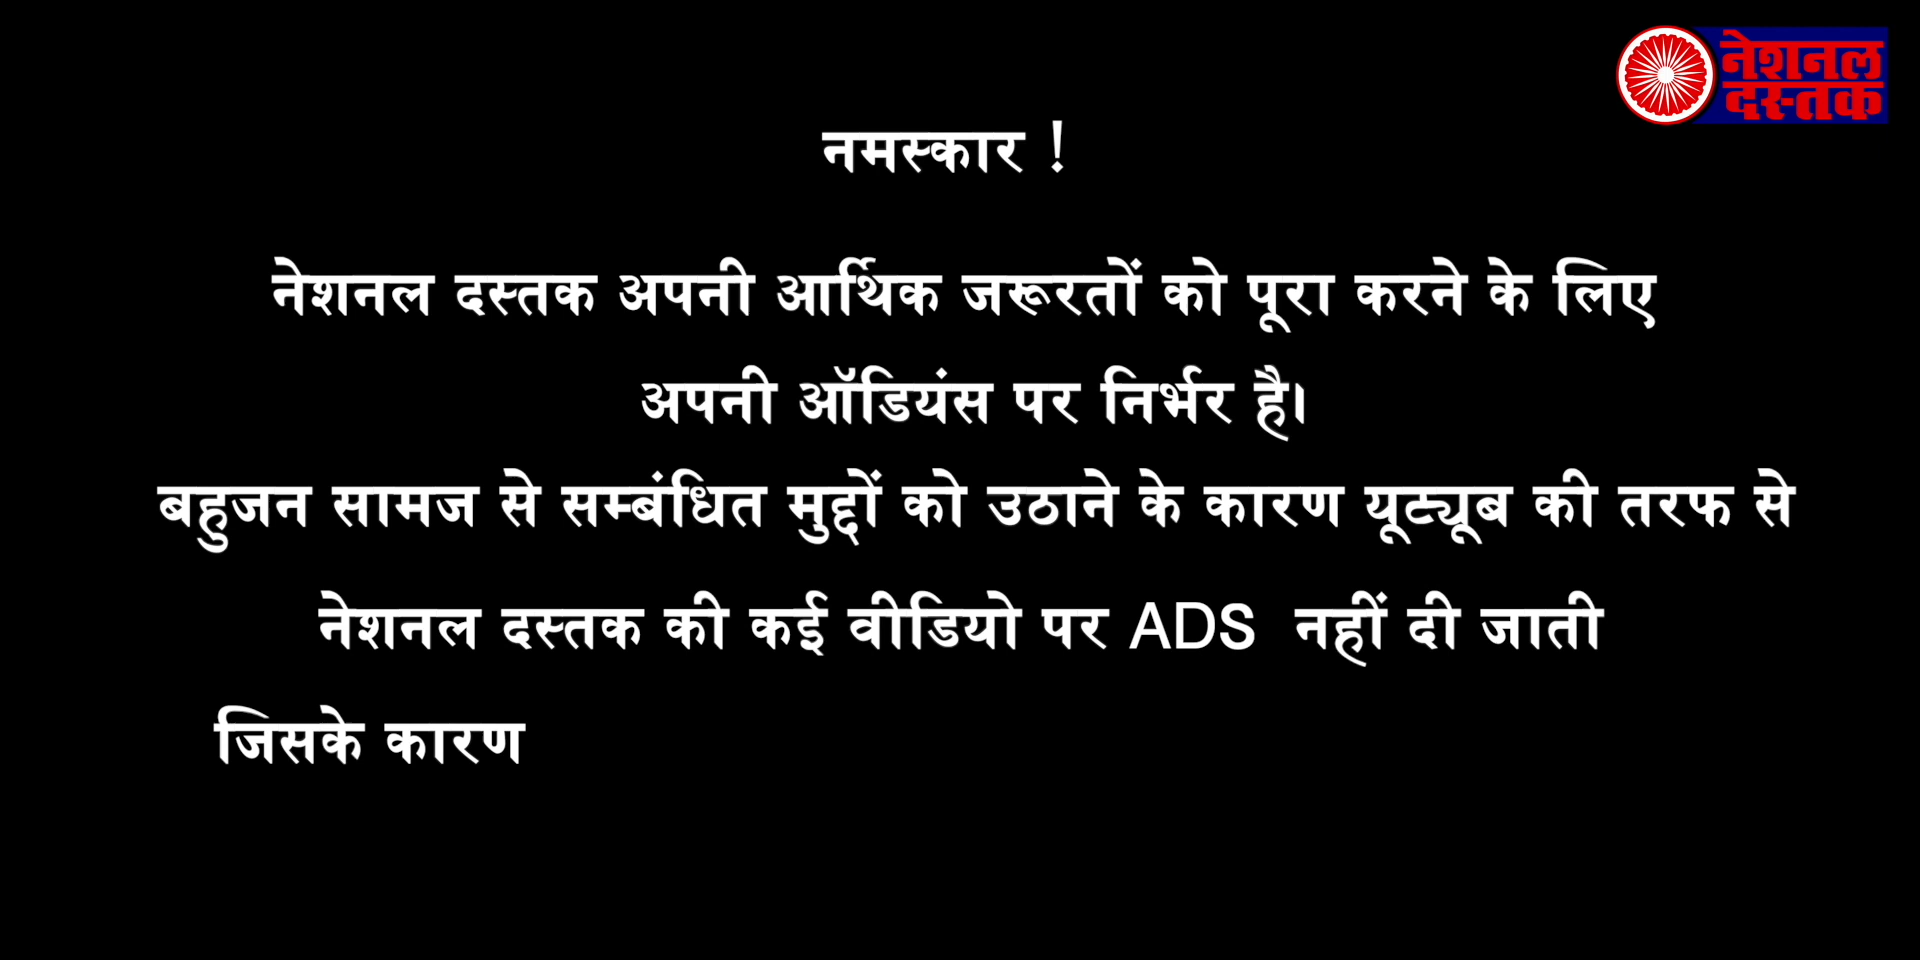 नेशनल
दस्तक
नमस्कार !
नेशनल दस्तक अपनी आर्थिक जरूरतों को पूरा करने के लिए
अपनी ऑडियंस पर निर्भर है।
बहुजन सामज से सम्बंधित मुद्दों को उठाने के कारण यूट्यूब की तरफ से
नेशनल दस्तक की कई वीडियो पर ADS नहीं दी जाती
जिसके कारण